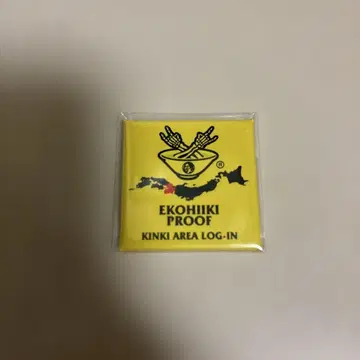 ®
EKOHIIKI
PROOF
KINKI AREA LOG-IN